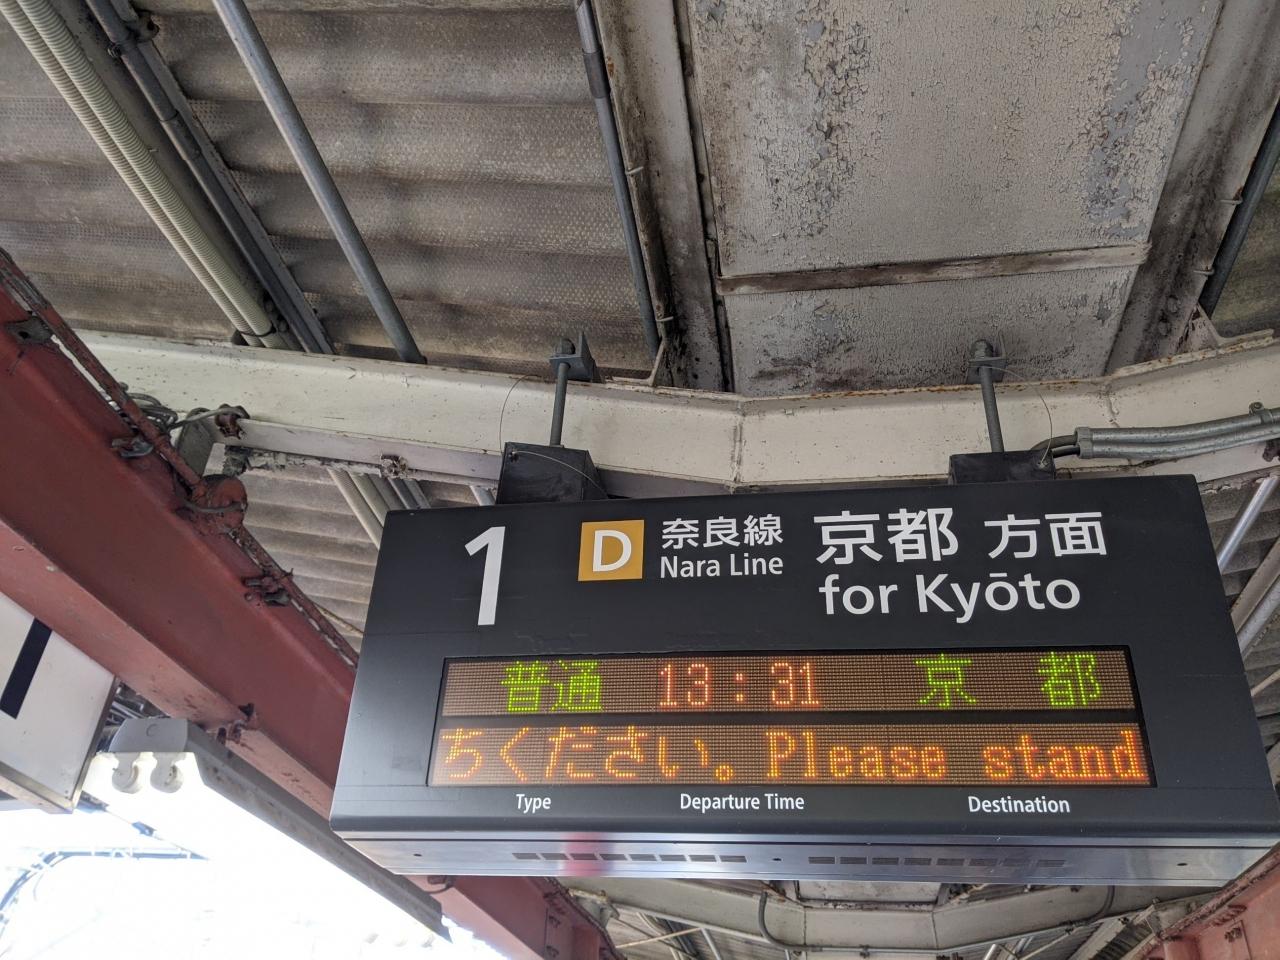 1
D 奈良線 京都 方面
Nara Line for Kyōto
普通 13:31 京都
ちください。Please stand
Type Departure Time Destination